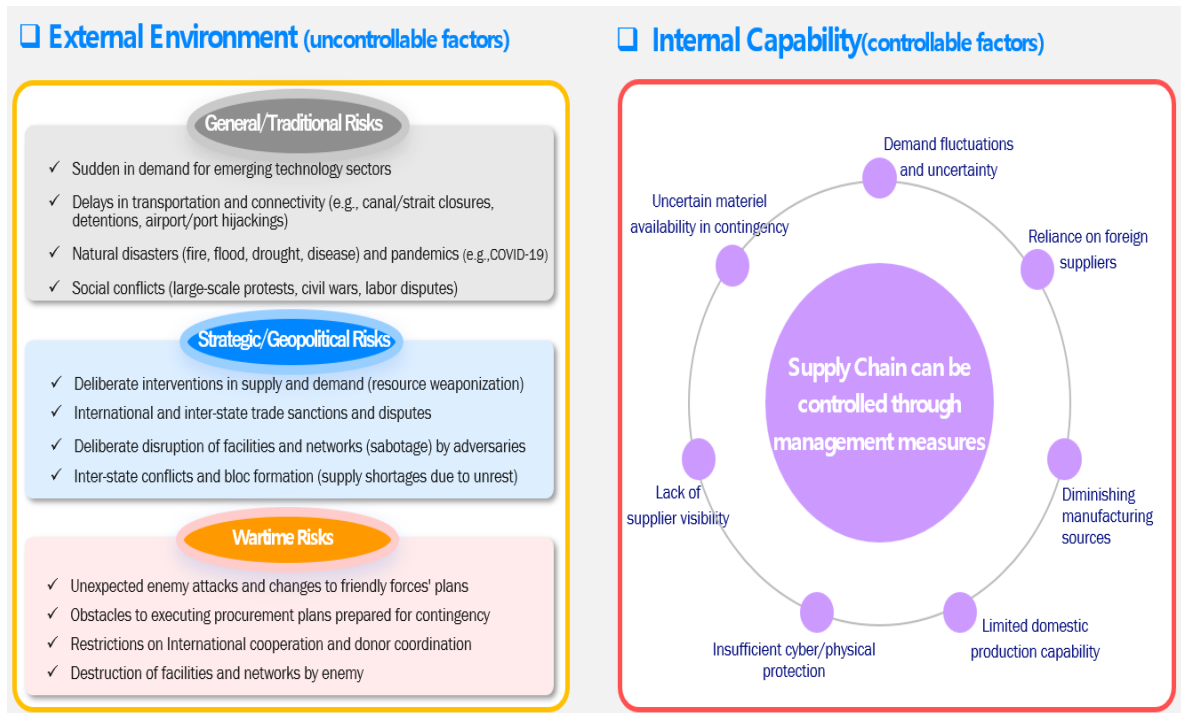 External Environment (uncontrollable factors)
General/Traditional Risks
Sudden in demand for emerging technology sectors
Delays in transportation and connectivity (e.g., canal/strait closures,
detentions, airport/port hijackings)
Natural disasters (fire, flood, drought, disease) and pandemics (e.g.,COVID-19)
Social conflicts (large-scale protests, civil wars, labor disputes)
Strategic/Geopolitical Risks
Deliberate interventions in supply and demand (resource weaponization)
International and inter-state trade sanctions and disputes
Deliberate disruption of facilities and networks (sabotage) by adversaries
Inter-state conflicts and bloc formation (supply shortages due to unrest)
Wartime Risks
Unexpected enemy attacks and changes to friendly forces' plans
Obstacles to executing procurement plans prepared for contingency
Restrictions on International cooperation and donor coordination
Destruction of facilities and networks by enemy
Internal Capability(controllable factors)
Demand fluctuations
and uncertainty
Reliance on foreign
suppliers
Diminishing
manufacturing
sources
Limited domestic
production capability
Insufficient cyber/physical
protection
Lack of
supplier visibility
Uncertain materiel
availability in contingency
Supply Chain can be
controlled through
management measures